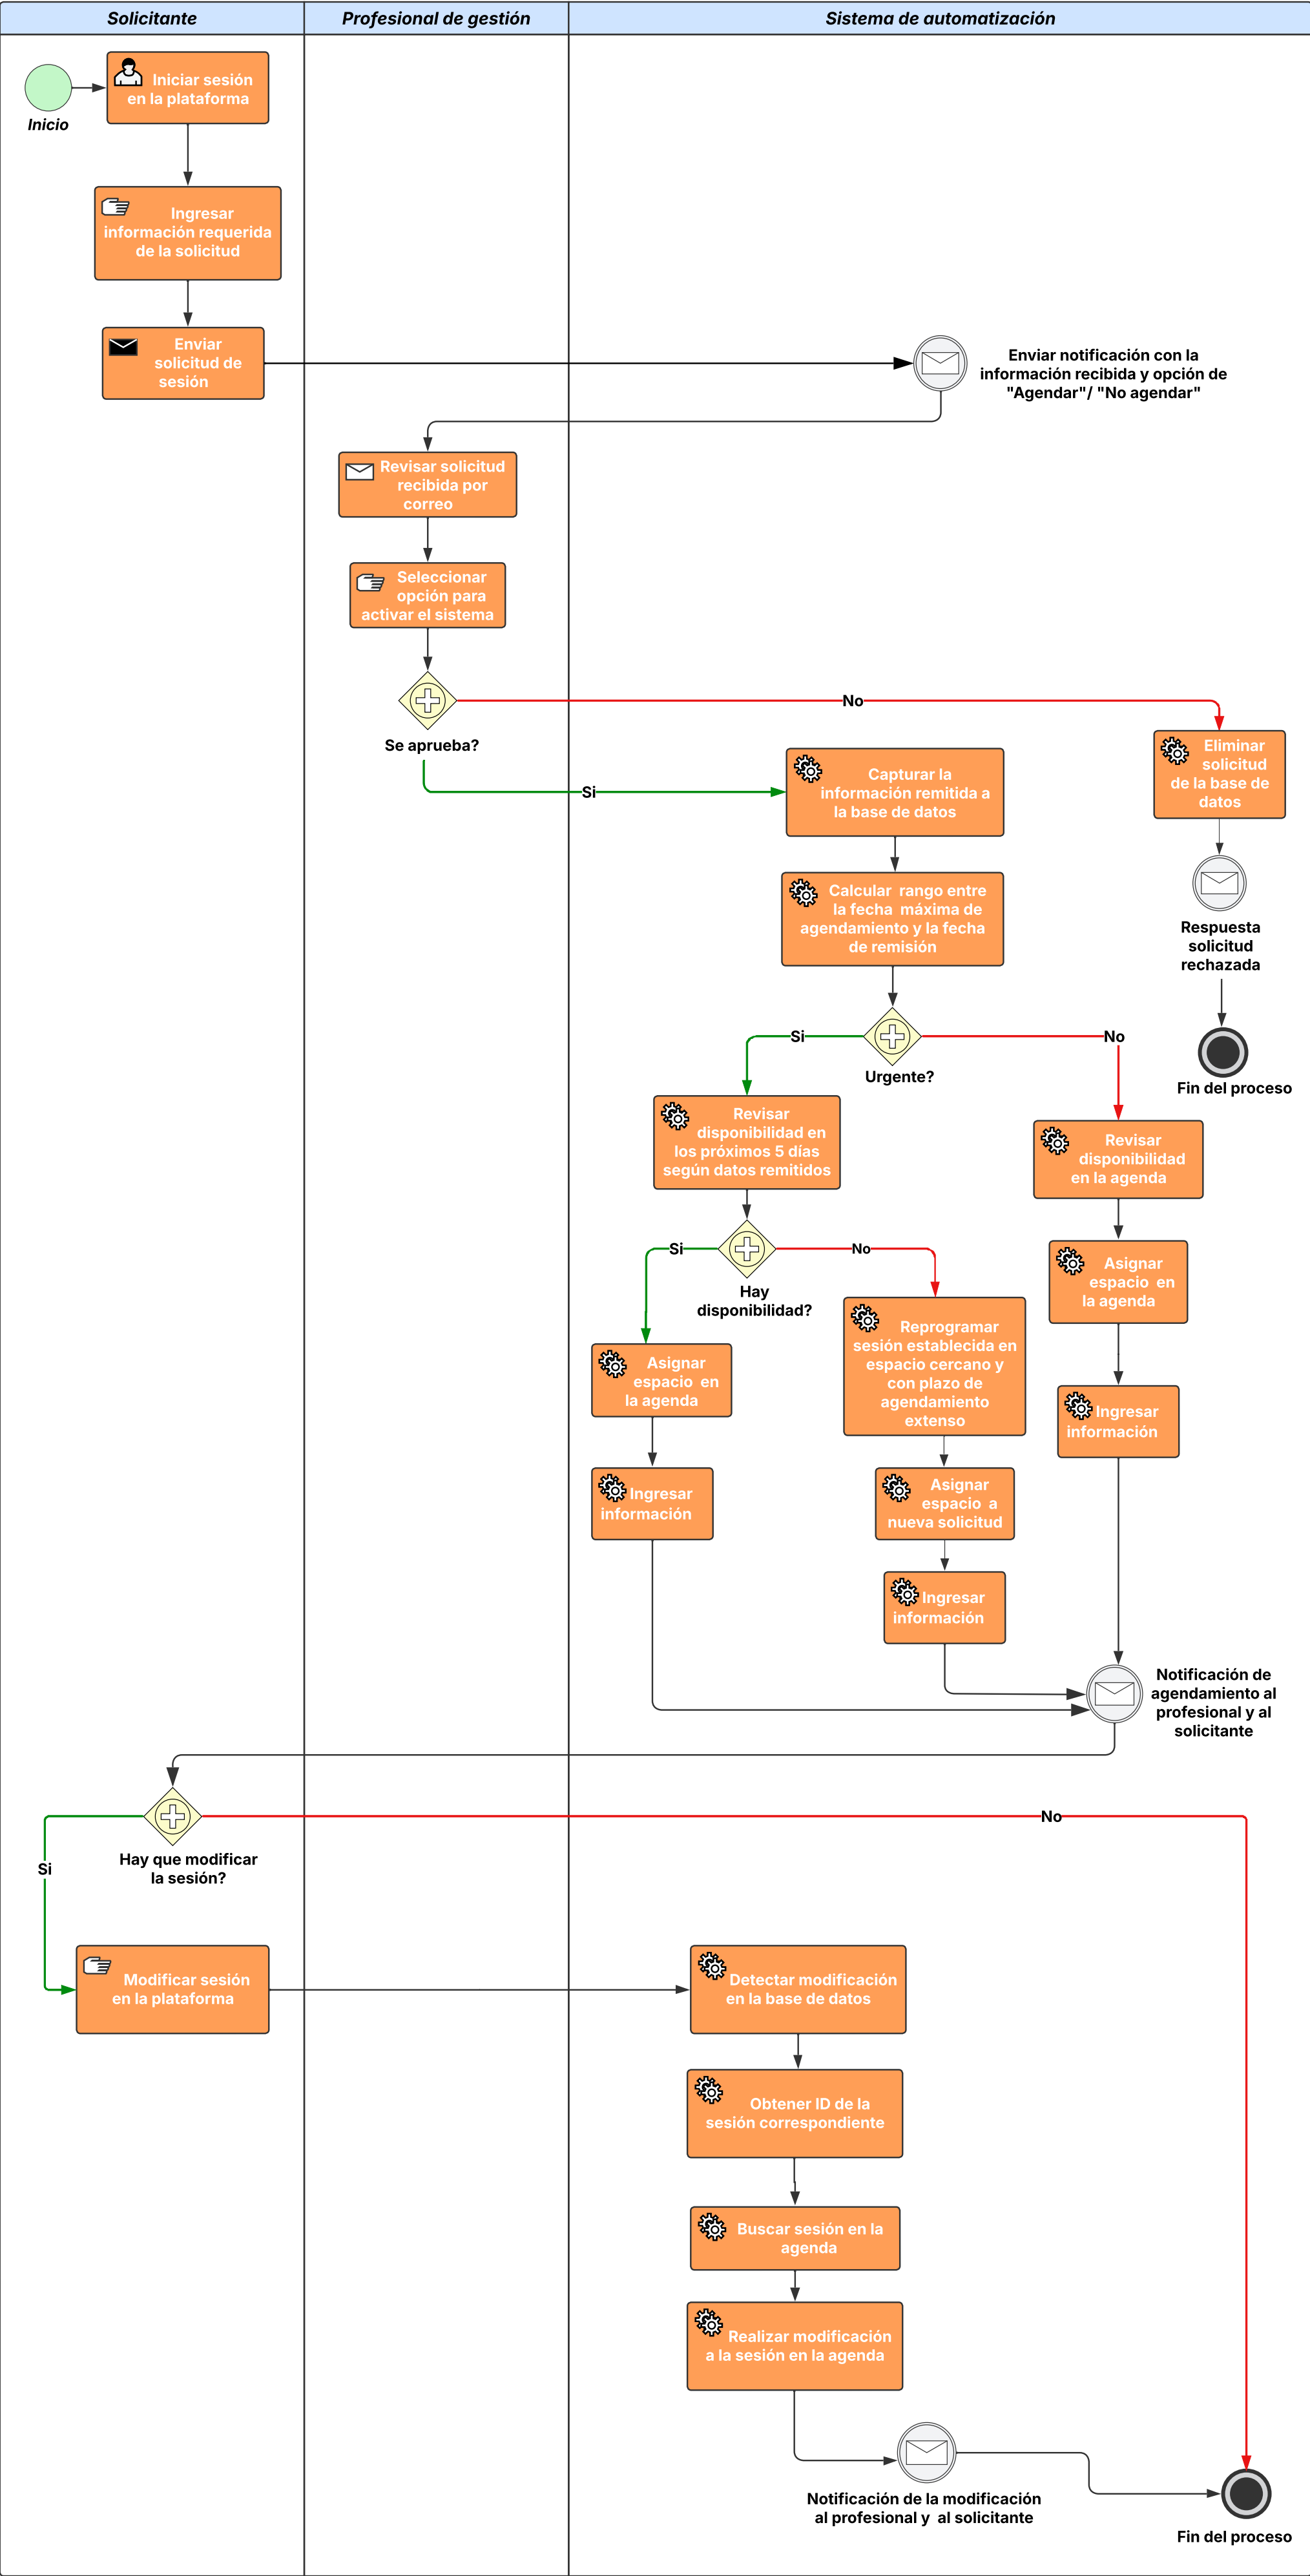 Solicitante
Profesional de gestión
Sistema de automatización
Iniciar sesión
en la plataforma
Inicio
Ingresar
información requerida
de la solicitud
Enviar
solicitud de
sesión
Enviar notificación con la
información recibida y opción de
"Agendar"/ "No agendar"
Revisar solicitud
recibida por
correo
Seleccionar
opción para
activar el sistema
Se aprueba?
No
Si
Eliminar
solicitud
de la base de
datos
Capturar la
información remitida a
la base de datos
Respuesta
solicitud
rechazada
Fin del proceso
Calcular rango entre
la fecha máxima de
agendamiento y la fecha
de remisión
Urgente?
Si
No
Revisar
disponibilidad en
los próximos 5 días
según datos remitidos
Revisar
disponibilidad
en la agenda
Hay
disponibilidad?
Si
No
Asignar
espacio en
la agenda
Asignar
espacio en
la agenda
Reprogramar
sesión establecida en
espacio cercano y
con plazo de
agendamiento
extenso
Ingresar
información
Ingresar
información
Asignar
espacio a
nueva solicitud
Ingresar
información
Notificación de
agendamiento al
profesional y al
solicitante
Hay que modificar
la sesión?
No
Si
Modificar sesión
en la plataforma
Detectar modificación
en la base de datos
Obtener ID de la
sesión correspondiente
Buscar sesión en la
agenda
Realizar modificación
a la sesión en la agenda
Notificación de la modificación
al profesional y al solicitante
Fin del proceso